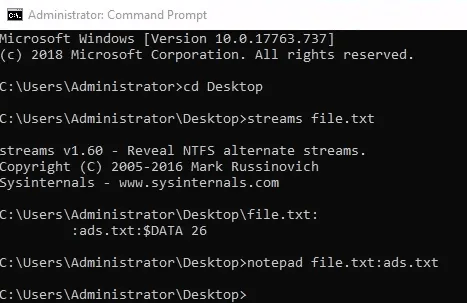 Administrator: Command Prompt
Microsoft Windows [Version 10.0.17763.737]
(c) 2018 Microsoft Corporation. All rights reserved.
C:\Users\Administrator>cd Desktop
C:\Users\Administrator\Desktop>streams file.txt
streams v1.60 - Reveal NTFS alternate streams.
Copyright (C) 2005-2016 Mark Russinovich
Sysinternals - www.sysinternals.com
C:\Users\Administrator\Desktop\file.txt:
:ads.txt:$DATA 26
C:\Users\Administrator\Desktop>notepad file.txt:ads.txt
C:\Users\Administrator\Desktop>